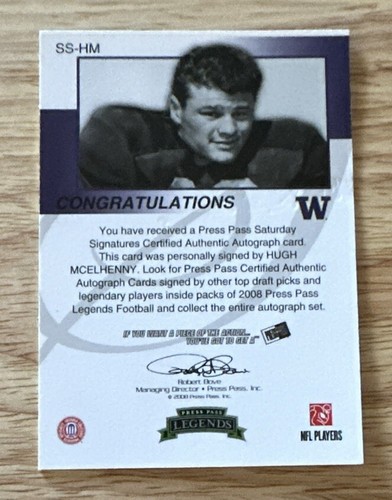 SS-HM
CONGRATULATIONS
W
You have received a Press Pass Saturday
Signatures Certified Authentic Autograph card.
This card was personally signed by HUGH
MCELHENNY. Look for Press Pass Certified Authentic
Autograph Cards signed by other top draft picks and
legendary players inside packs of 2008 Press Pass
Legends Football and collect the entire autograph set.
IF YOU WANT A PIECE OF THE ACTION...
YOU'VE GOT TO GET A
Robert Bove
Managing Director • Press Pass, Inc.
© 2008 Press Pass, Inc.
PRESS PASS
LEGENDS
NFL PLAYERS